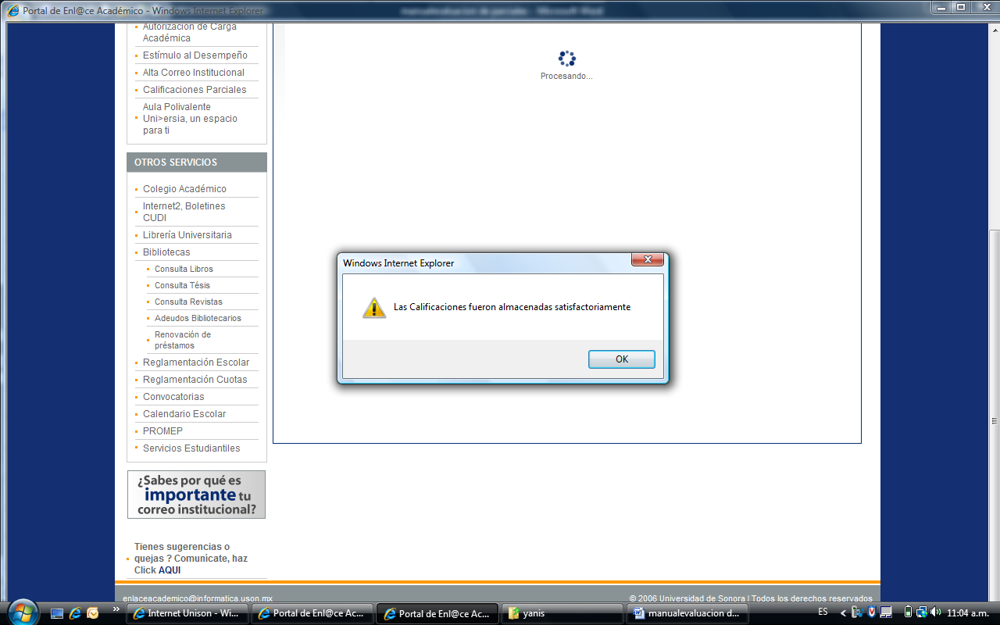 Portal de Enl@ce Académico - Windows Internet Explorer
manualevaluacion de parciales - Microsoft Word
Autorización de Carga
Académica
Estímulo al Desempeño
Alta Correo Institucional
Calificaciones Parciales
Aula Polivalente
Uni>ersia, un espacio
para ti
OTROS SERVICIOS
Colegio Académico
Internet2, Boletines
CUDI
Librería Universitaria
Bibliotecas
Consulta Libros
Consulta Tésis
Consulta Revistas
Adeudos Bibliotecarios
Renovación de
préstamos
Reglamentación Escolar
Reglamentación Cuotas
Convocatorias
Calendario Escolar
PROMEP
Servicios Estudiantiles
¿Sabes por qué es
importante tu
correo institucional?
Tienes sugerencias o
quejas ? Comunícate, haz
Click AQUI
Procesando...
Windows Internet Explorer
Las Calificaciones fueron almacenadas satisfactoriamente
OK
enlaceacademico@informatica.uson.mx
© 2006 Universidad de Sonora | Todos los derechos reservados
Internet Unison - Wi...
Portal de Enl@ce Ac...
Portal de Enl@ce Ac...
yanis
manualevaluacion d...
ES
11:04 a.m.